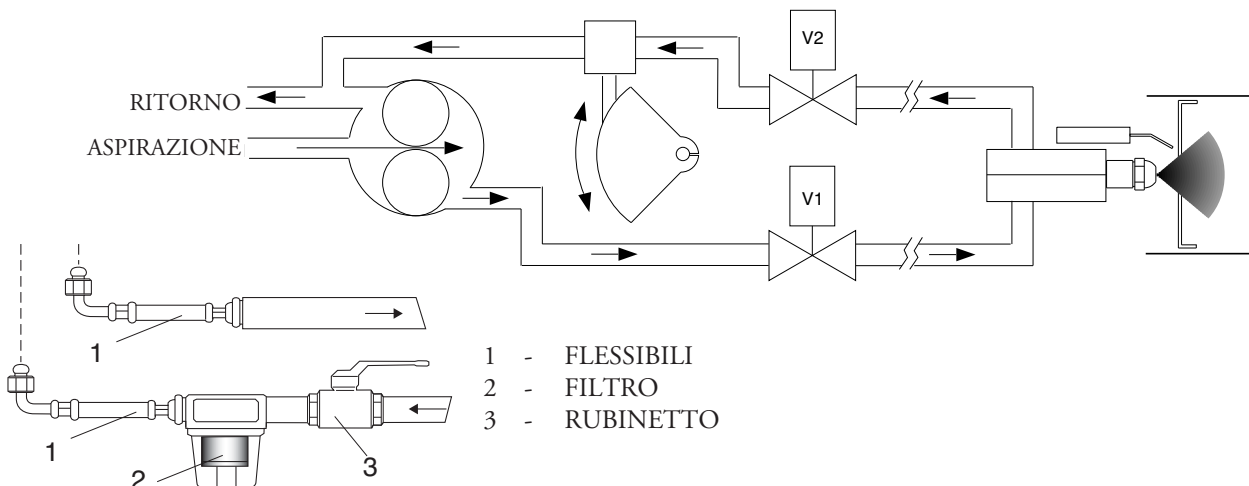 V2
RITORNO
ASPIRAZIONE
V1
1
1 - FLESSIBILI
2 - FILTRO
3 - RUBINETTO
1
2
3